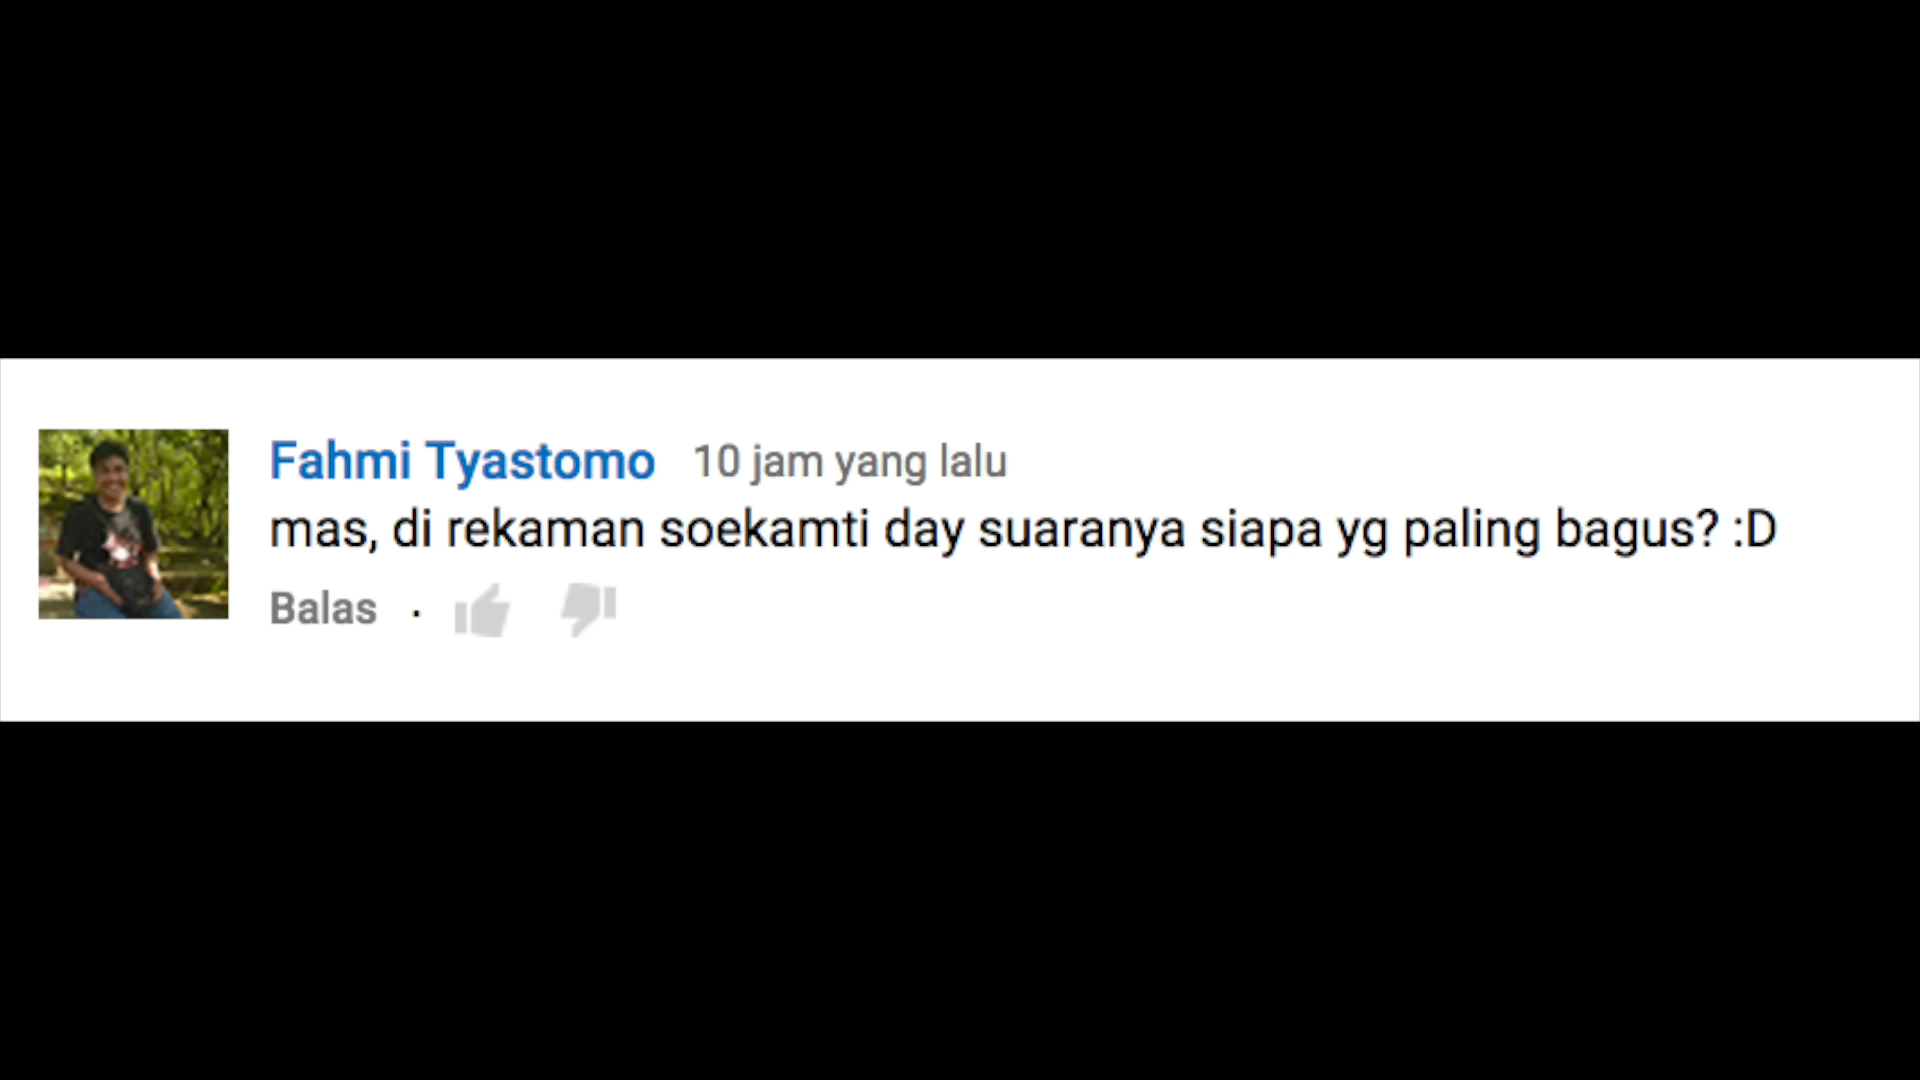 Fahmi Tyastomo 10 jam yang lalu
mas, di rekaman soekamti day suaranya siapa yg paling bagus? :D
Balas ·